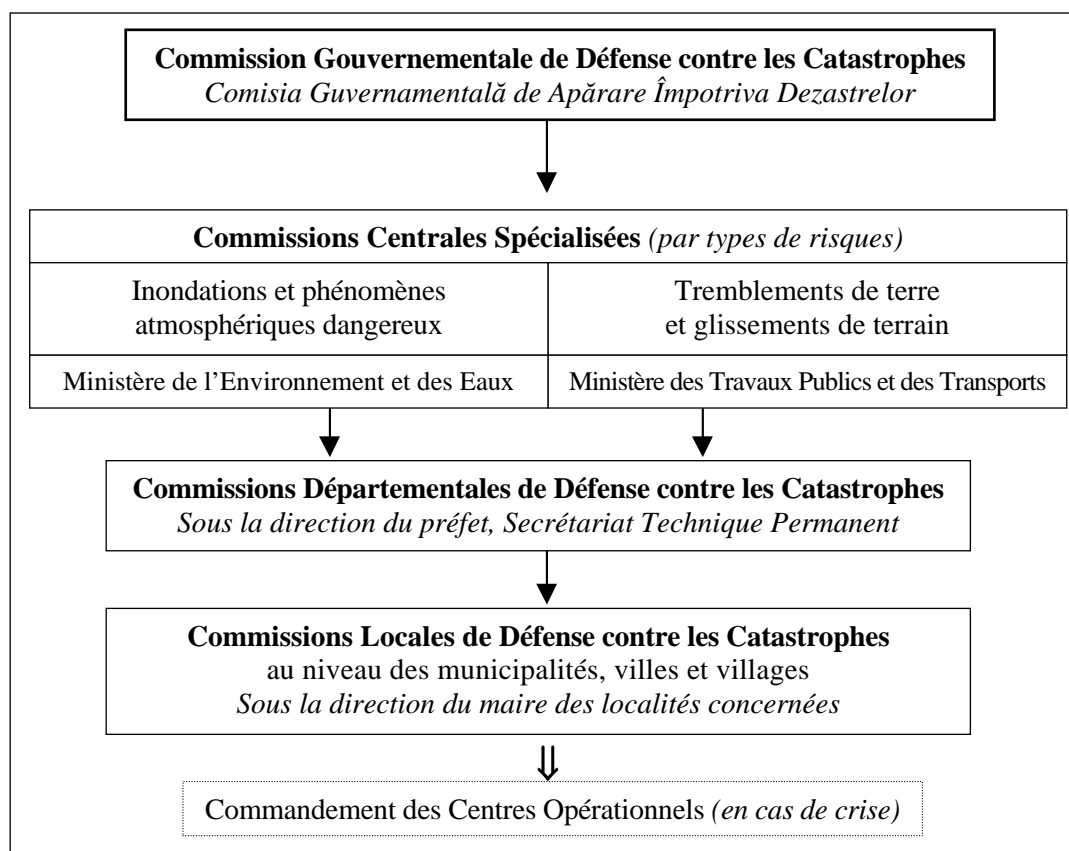 Commission Gouvernementale de Défense contre les Catastrophes
Comisia Guvernamentală de Apărare Împotriva Dezastrelor
Commissions Centrales Spécialisées (par types de risques)
Inondations et phénomènes
atmosphériques dangereux
Tremblements de terre
et glissements de terrain
Ministère de l’Environnement et des Eaux
Ministère des Travaux Publics et des Transports
Commissions Départementales de Défense contre les Catastrophes
Sous la direction du préfet, Secrétariat Technique Permanent
Commissions Locales de Défense contre les Catastrophes
au niveau des municipalités, villes et villages
Sous la direction du maire des localités concernées
Commandement des Centres Opérationnels (en cas de crise)